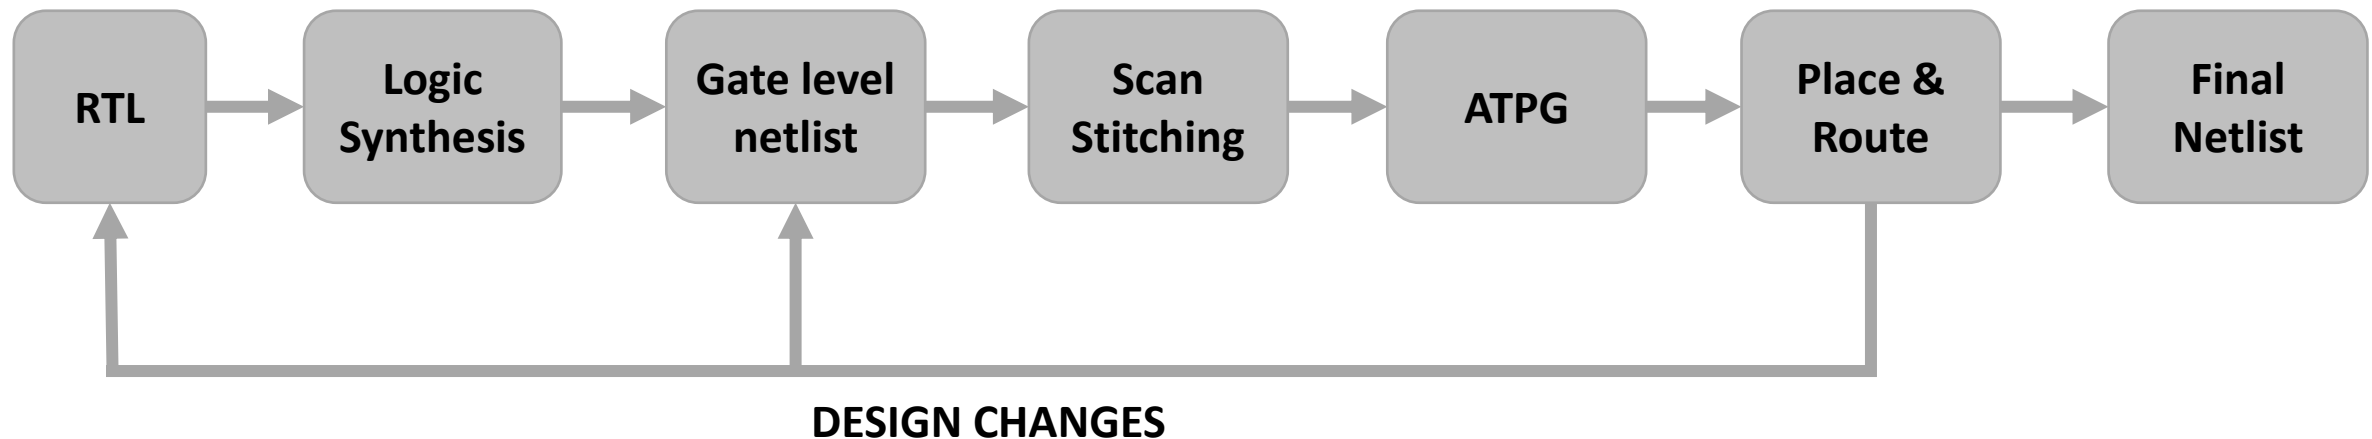 RTL
Logic
Synthesis
Gate level
netlist
Scan
Stitching
ATPG
Place &
Route
Final
Netlist
DESIGN CHANGES